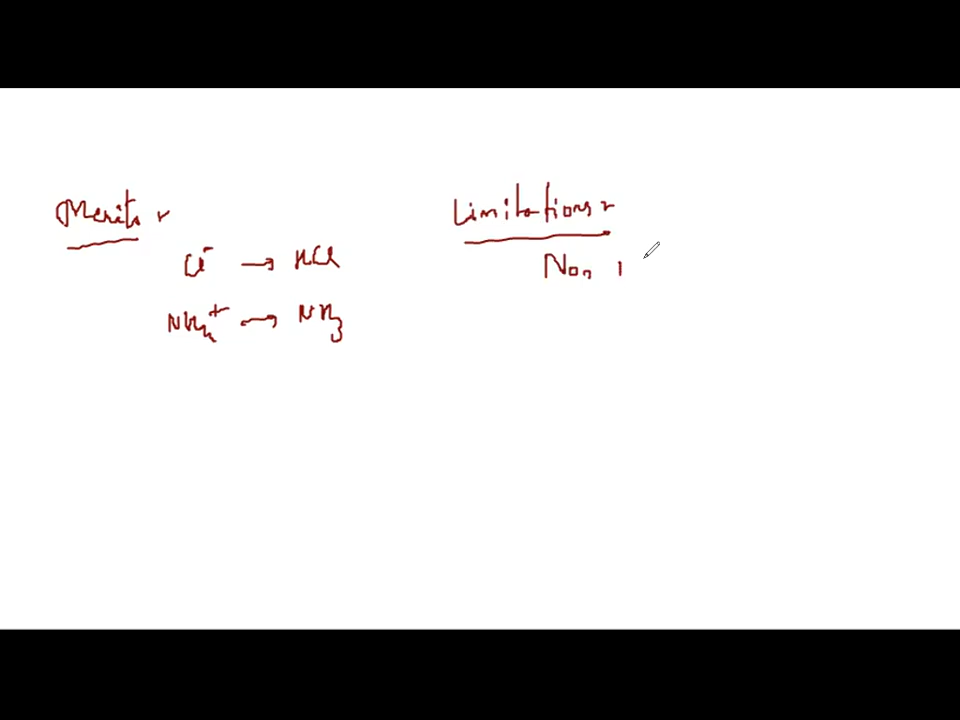 Merits
Cl⁻ → HCl
NH₄⁺ → NH₃
Limitations
Non